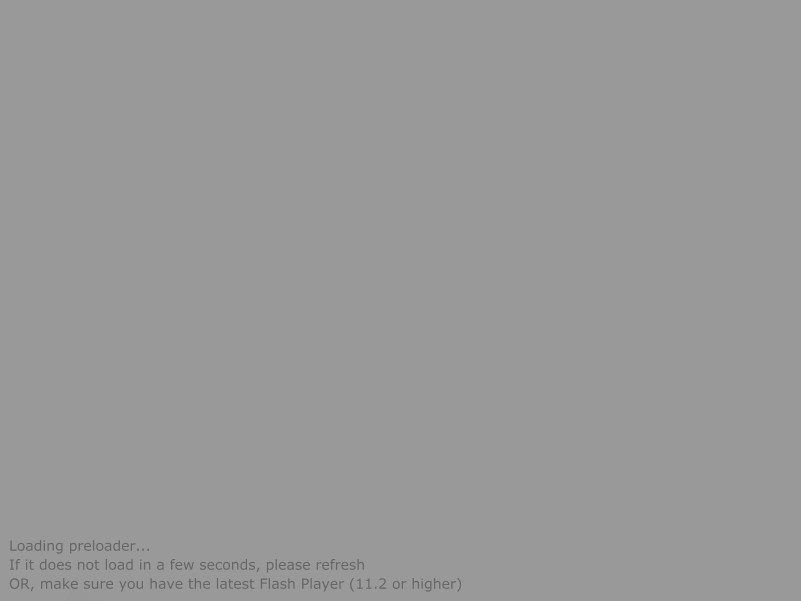 Loading preloader...
If it does not load in a few seconds, please refresh
OR, make sure you have the latest Flash Player (11.2 or higher)